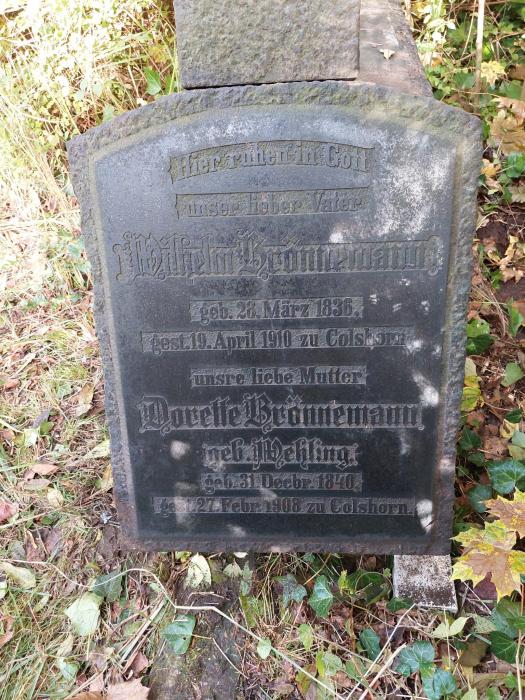 Hier ruhen in Gott
unser lieber Vater
Wilhelm Brönnemann,
geb. 28. März 1836,
gest. 19. April 1910 zu Colshorn.
unsre liebe Mutter
Dorette Brönnemann,
geb. Wehling,
geb. 31. Decbr. 1840,
gest. 27. Febr. 1908 zu Colshorn.